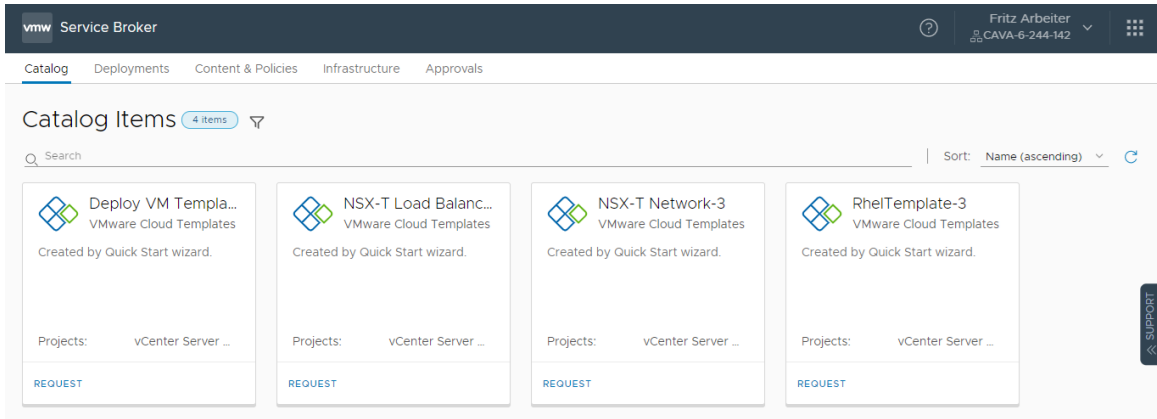 vmw Service Broker
Fritz Arbeiter
CAVA-6-244-142
Catalog Deployments Content & Policies Infrastructure Approvals
Catalog Items 4 items
Search
Sort: Name (ascending)
Deploy VM Templa... NSX-T Load Balanc... NSX-T Network-3 RhelTemplate-3
VMware Cloud Templates VMware Cloud Templates VMware Cloud Templates VMware Cloud Templates
Created by Quick Start wizard. Created by Quick Start wizard. Created by Quick Start wizard. Created by Quick Start wizard.
SUPPORT
Projects: vCenter Server ... Projects: vCenter Server ... Projects: vCenter Server ... Projects: vCenter Server ...
REQUEST REQUEST REQUEST REQUEST